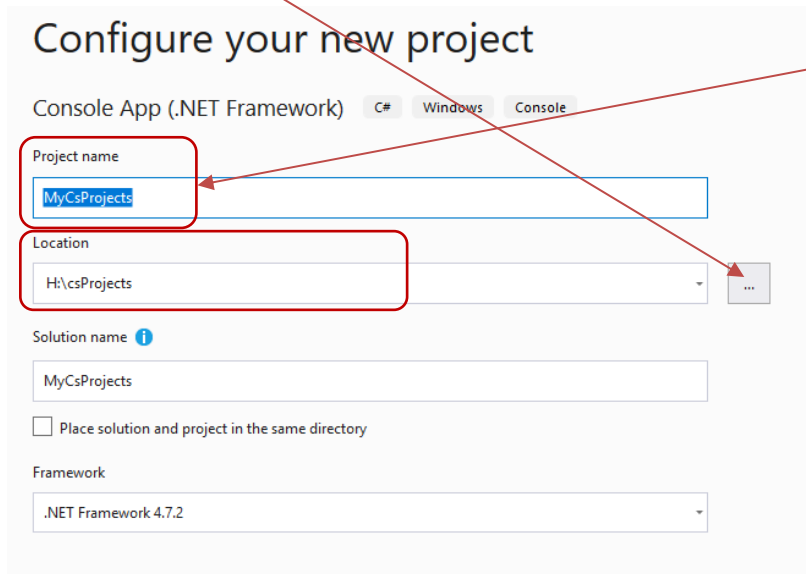 Configure your new project
Console App (.NET Framework) C# Windows Console
Project name
MyCsProjects
Location
H:\csProjects
...
Solution name
MyCsProjects
Place solution and project in the same directory
Framework
.NET Framework 4.7.2